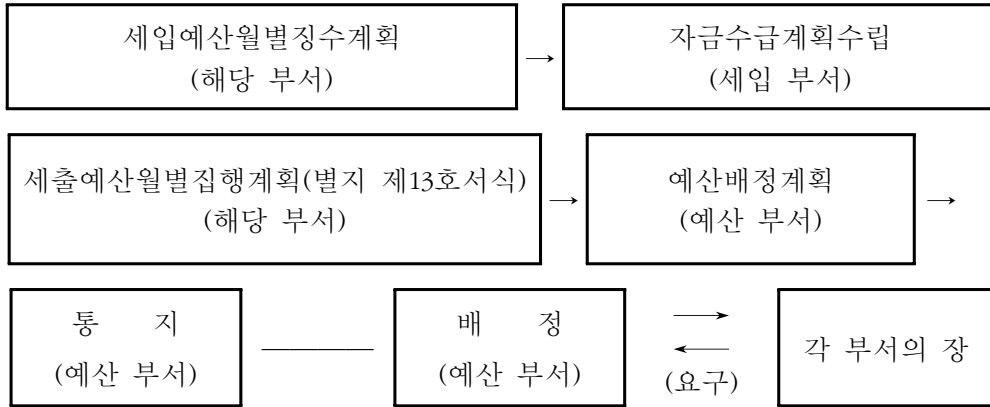 세입예산월별징수계획
(해당 부서)
→
자금수급계획수립
(세입 부서)
세출예산월별집행계획(별지 제13호서식)
(해당 부서)
→
예산배정계획
(예산 부서)
→
통 지
(예산 부서)
배 정
(예산 부서)
→
←
(요구)
각 부서의 장